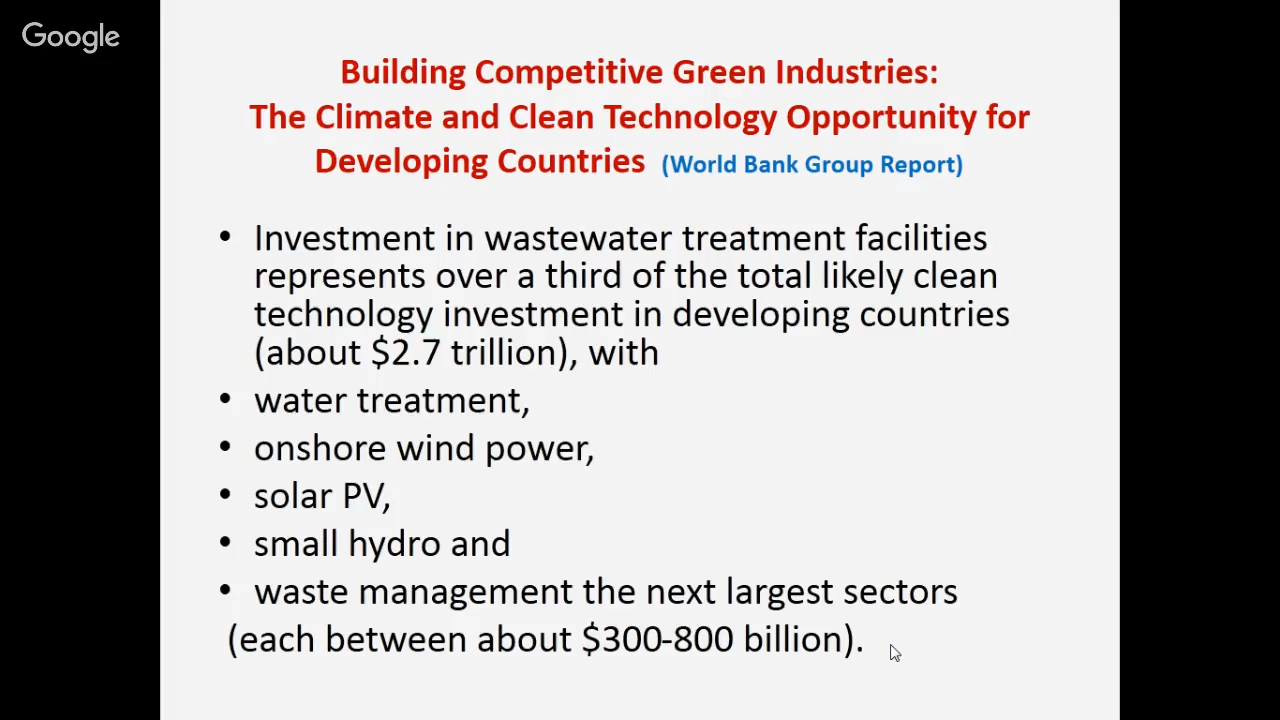 Google
Building Competitive Green Industries:
The Climate and Clean Technology Opportunity for
Developing Countries (World Bank Group Report)
• Investment in wastewater treatment facilities
represents over a third of the total likely clean
technology investment in developing countries
(about $2.7 trillion), with
• water treatment,
• onshore wind power,
• solar PV,
• small hydro and
• waste management the next largest sectors
(each between about $300-800 billion).